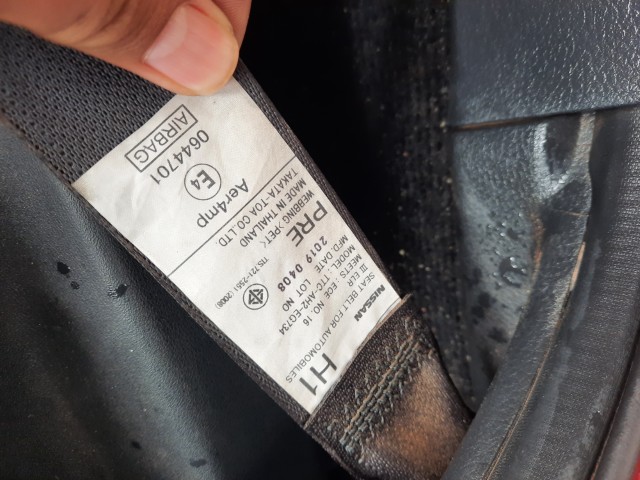 NISSAN
SEAT BELT FOR AUTOMOBILES
III ELR H1
MEETS : ECE NO. 16
MODEL: TTC-AH2-EG734
MFD. DATE LOT NO
2019 0408
PRE
TIS 721-2551 (2008)
WEBBING >PET<
MADE IN THAILAND
TAKATA-TOA CO.,LTD.
Aer4mp
E4
0644701
AIRBAG